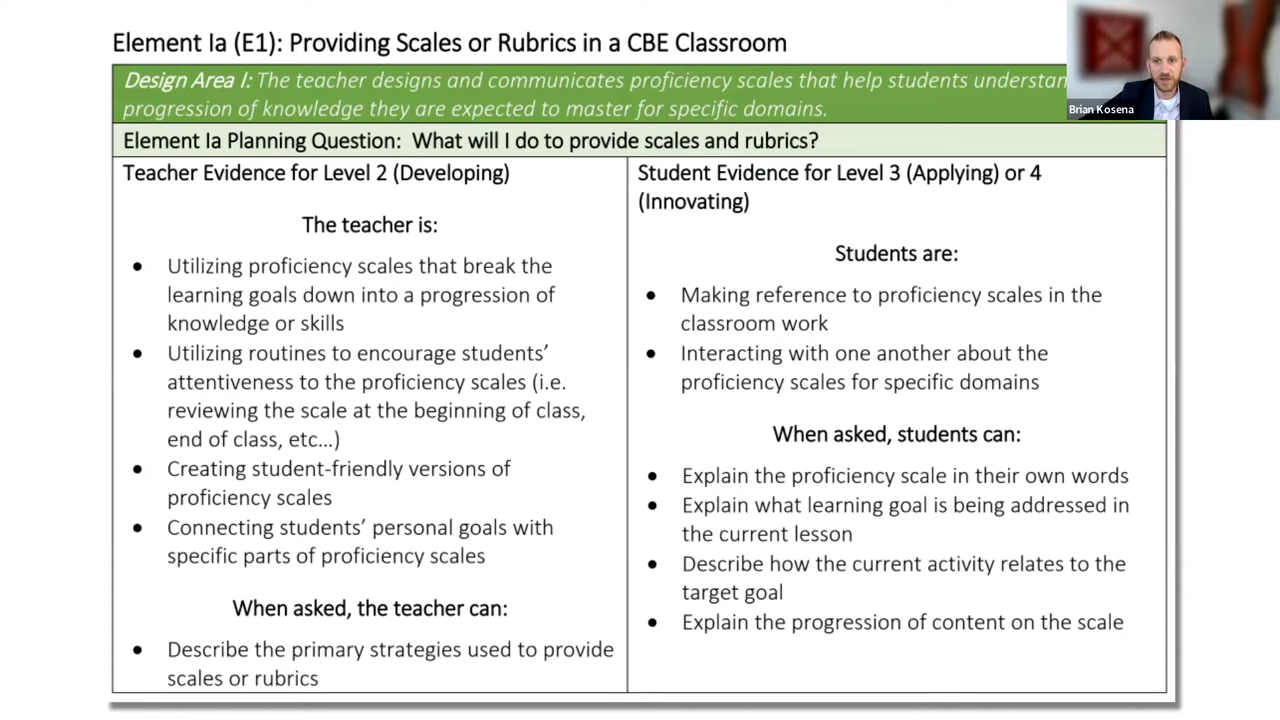 Element Ia (E1): Providing Scales or Rubrics in a CBE Classroom
Design Area I: The teacher designs and communicates proficiency scales that help students understan
progression of knowledge they are expected to master for specific domains.
Brian Kosena
Element Ia Planning Question: What will I do to provide scales and rubrics?
Teacher Evidence for Level 2 (Developing)
The teacher is:
• Utilizing proficiency scales that break the
learning goals down into a progression of
knowledge or skills
• Utilizing routines to encourage students’
attentiveness to the proficiency scales (i.e.
reviewing the scale at the beginning of class,
end of class, etc…)
• Creating student-friendly versions of
proficiency scales
• Connecting students’ personal goals with
specific parts of proficiency scales
When asked, the teacher can:
• Describe the primary strategies used to provide
scales or rubrics
Student Evidence for Level 3 (Applying) or 4
(Innovating)
Students are:
• Making reference to proficiency scales in the
classroom work
• Interacting with one another about the
proficiency scales for specific domains
When asked, students can:
• Explain the proficiency scale in their own words
• Explain what learning goal is being addressed in
the current lesson
• Describe how the current activity relates to the
target goal
• Explain the progression of content on the scale